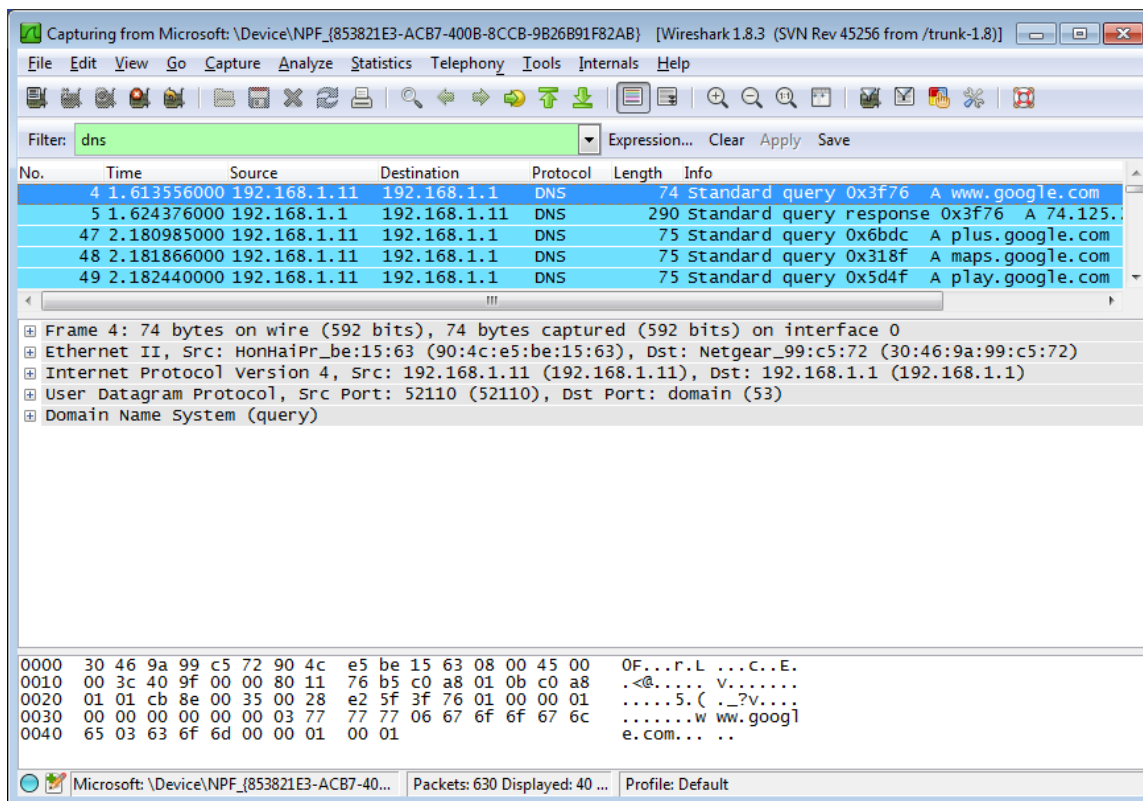 Capturing from Microsoft: \Device\NPF_{853821E3-ACB7-400B-8CCB-9B26B91F82AB} [Wireshark 1.8.3 (SVN Rev 45256 from /trunk-1.8)]
File Edit View Go Capture Analyze Statistics Telephony Tools Internals Help
Filter: dns Expression... Clear Apply Save
No. Time Source Destination Protocol Length Info
4 1.613556000 192.168.1.11 192.168.1.1 DNS 74 Standard query 0x3f76 A www.google.com
5 1.624376000 192.168.1.1 192.168.1.11 DNS 290 Standard query response 0x3f76 A 74.125.
47 2.180985000 192.168.1.11 192.168.1.1 DNS 75 Standard query 0x6bdc A plus.google.com
48 2.181866000 192.168.1.11 192.168.1.1 DNS 75 Standard query 0x318f A maps.google.com
49 2.182440000 192.168.1.11 192.168.1.1 DNS 75 Standard query 0x5d4f A play.google.com
Frame 4: 74 bytes on wire (592 bits), 74 bytes captured (592 bits) on interface 0
Ethernet II, Src: HonHaiPr_be:15:63 (90:4c:e5:be:15:63), Dst: Netgear_99:c5:72 (30:46:9a:99:c5:72)
Internet Protocol Version 4, Src: 192.168.1.11 (192.168.1.11), Dst: 192.168.1.1 (192.168.1.1)
User Datagram Protocol, Src Port: 52110 (52110), Dst Port: domain (53)
Domain Name System (query)
0000 30 46 9a 99 c5 72 90 4c e5 be 15 63 08 00 45 00 0F...r.L ...c..E.
0010 00 3c 40 9f 00 00 80 11 76 b5 c0 a8 01 0b c0 a8 .<@..... v.......
0020 01 01 cb 8e 00 35 00 28 e2 5f 3f 76 01 00 00 01 .....5.( ._?v....
0030 00 00 00 00 00 00 03 77 77 77 06 67 6f 6f 67 6c .......w ww.googl
0040 65 03 63 6f 6d 00 00 01 00 01 e.com... ..
Microsoft: \Device\NPF_{853821E3-ACB7-40... Packets: 630 Displayed: 40 ... Profile: Default